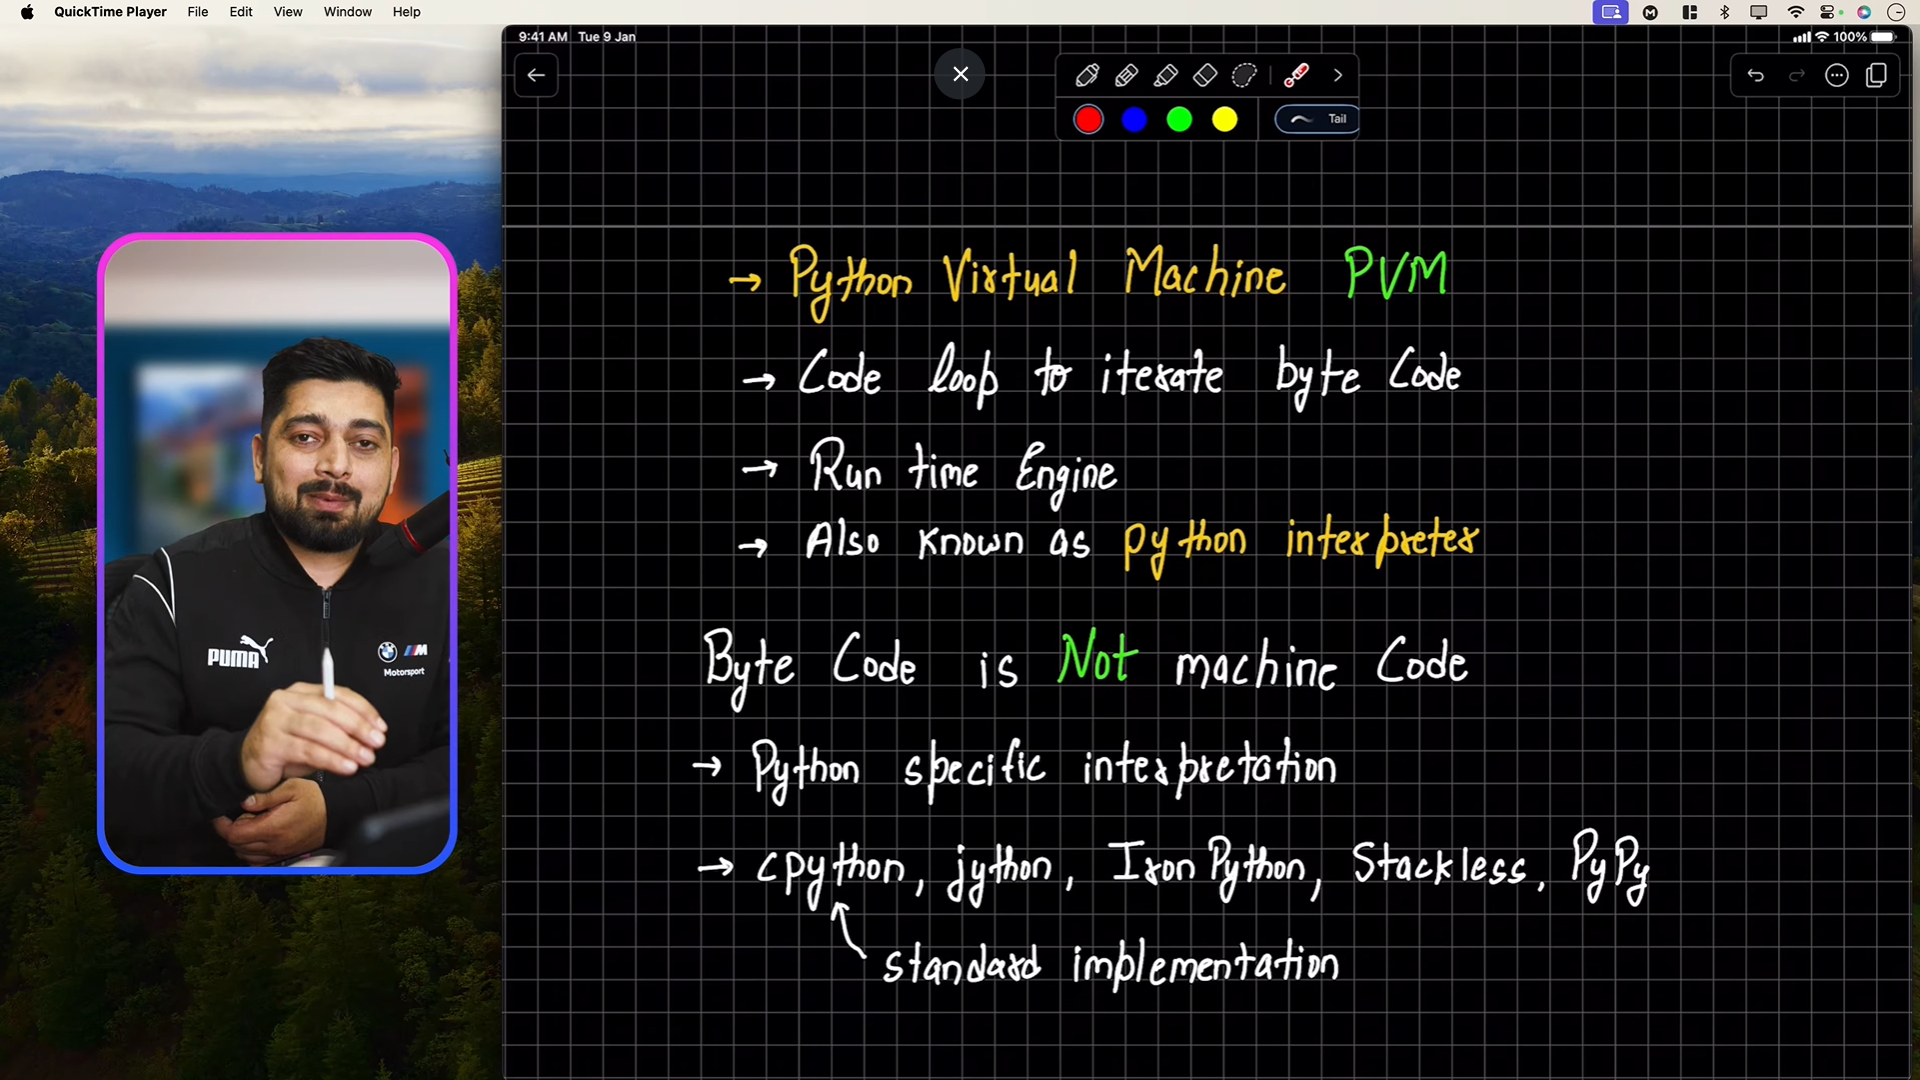 QuickTime Player File Edit View Window Help
9:41 AM Tue 9 Jan
100%
Tail
→ Python Virtual Machine PVM
→ Code loop to iterate byte Code
→ Run time Engine
→ Also known as python interpreter
Byte Code is Not machine Code
→ Python specific interpretation
→ cpython, jython, Iron Python, Stackless, PyPy
standard implementation
PUMA
M
Motorsport